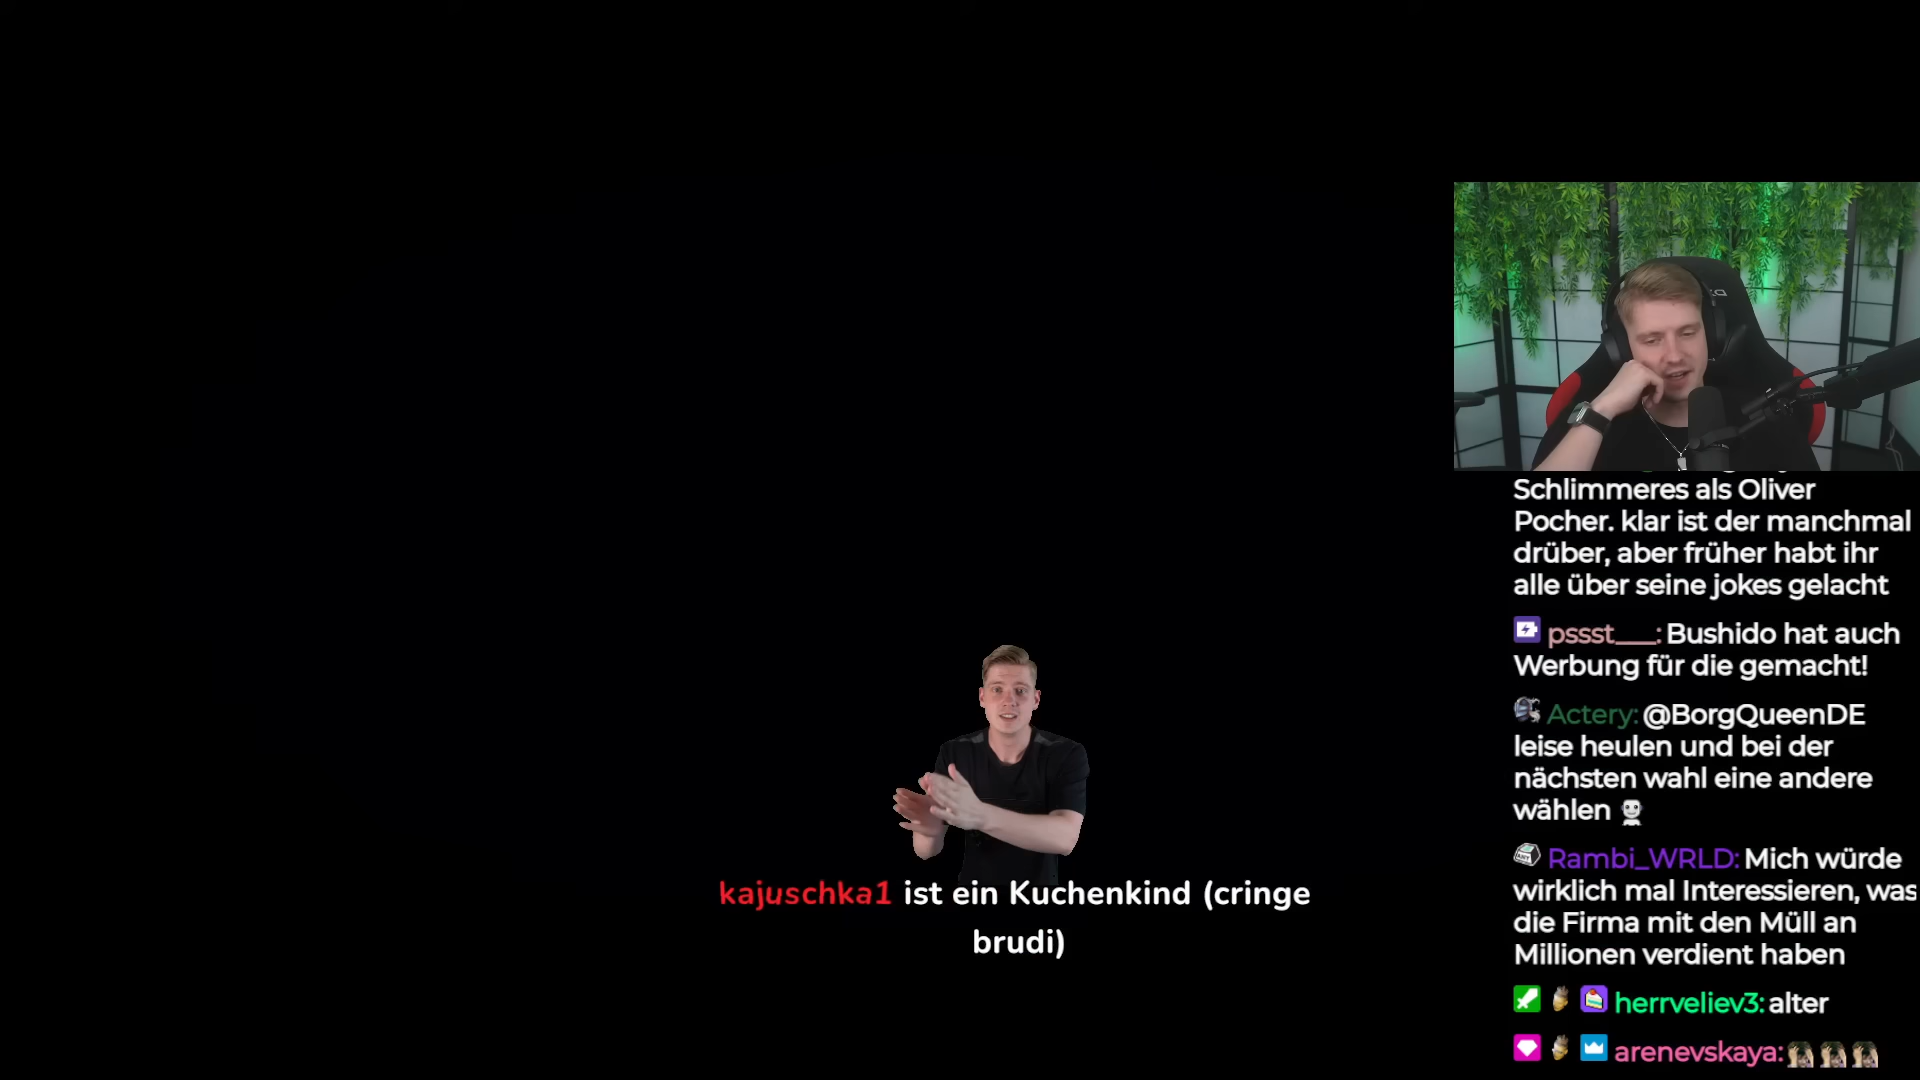 Schlimmeres als Oliver
Pocher. klar ist der manchmal
drüber, aber früher habt ihr
alle über seine jokes gelacht
pssst___: Bushido hat auch
Werbung für die gemacht!
Actery: @BorgQueenDE
leise heulen und bei der
nächsten wahl eine andere
wählen
Rambi_WRLD: Mich würde
wirklich mal Interessieren, was
die Firma mit den Müll an
Millionen verdient haben
herrveliev3: alter
arenevskaya:
kajuschka1 ist ein Kuchenkind (cringe
brudi)